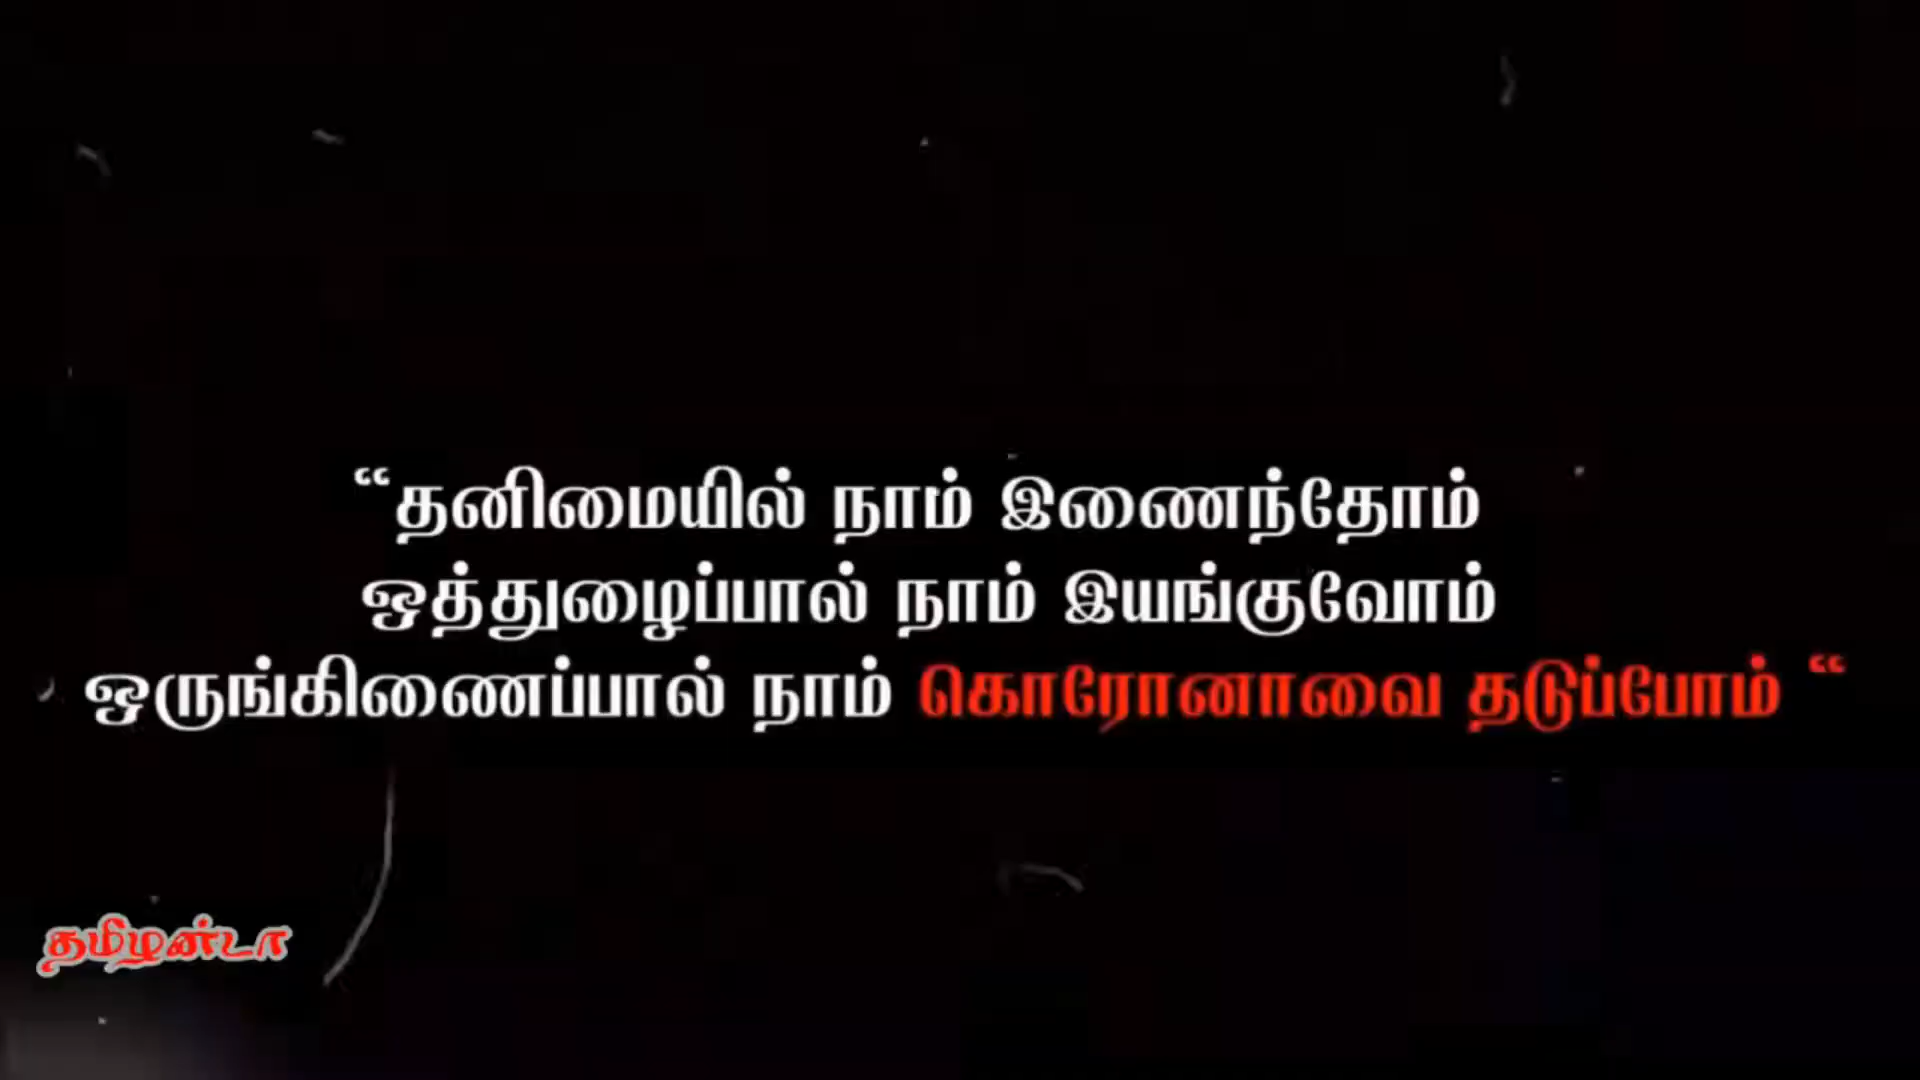 “தனிமையில் நாம் இணைந்தோம்
ஒத்துழைப்பால் நாம் இயங்குவோம்
ஒருங்கிணைப்பால் நாம் கொரோனாவை தடுப்போம் “
தமிழன்டா